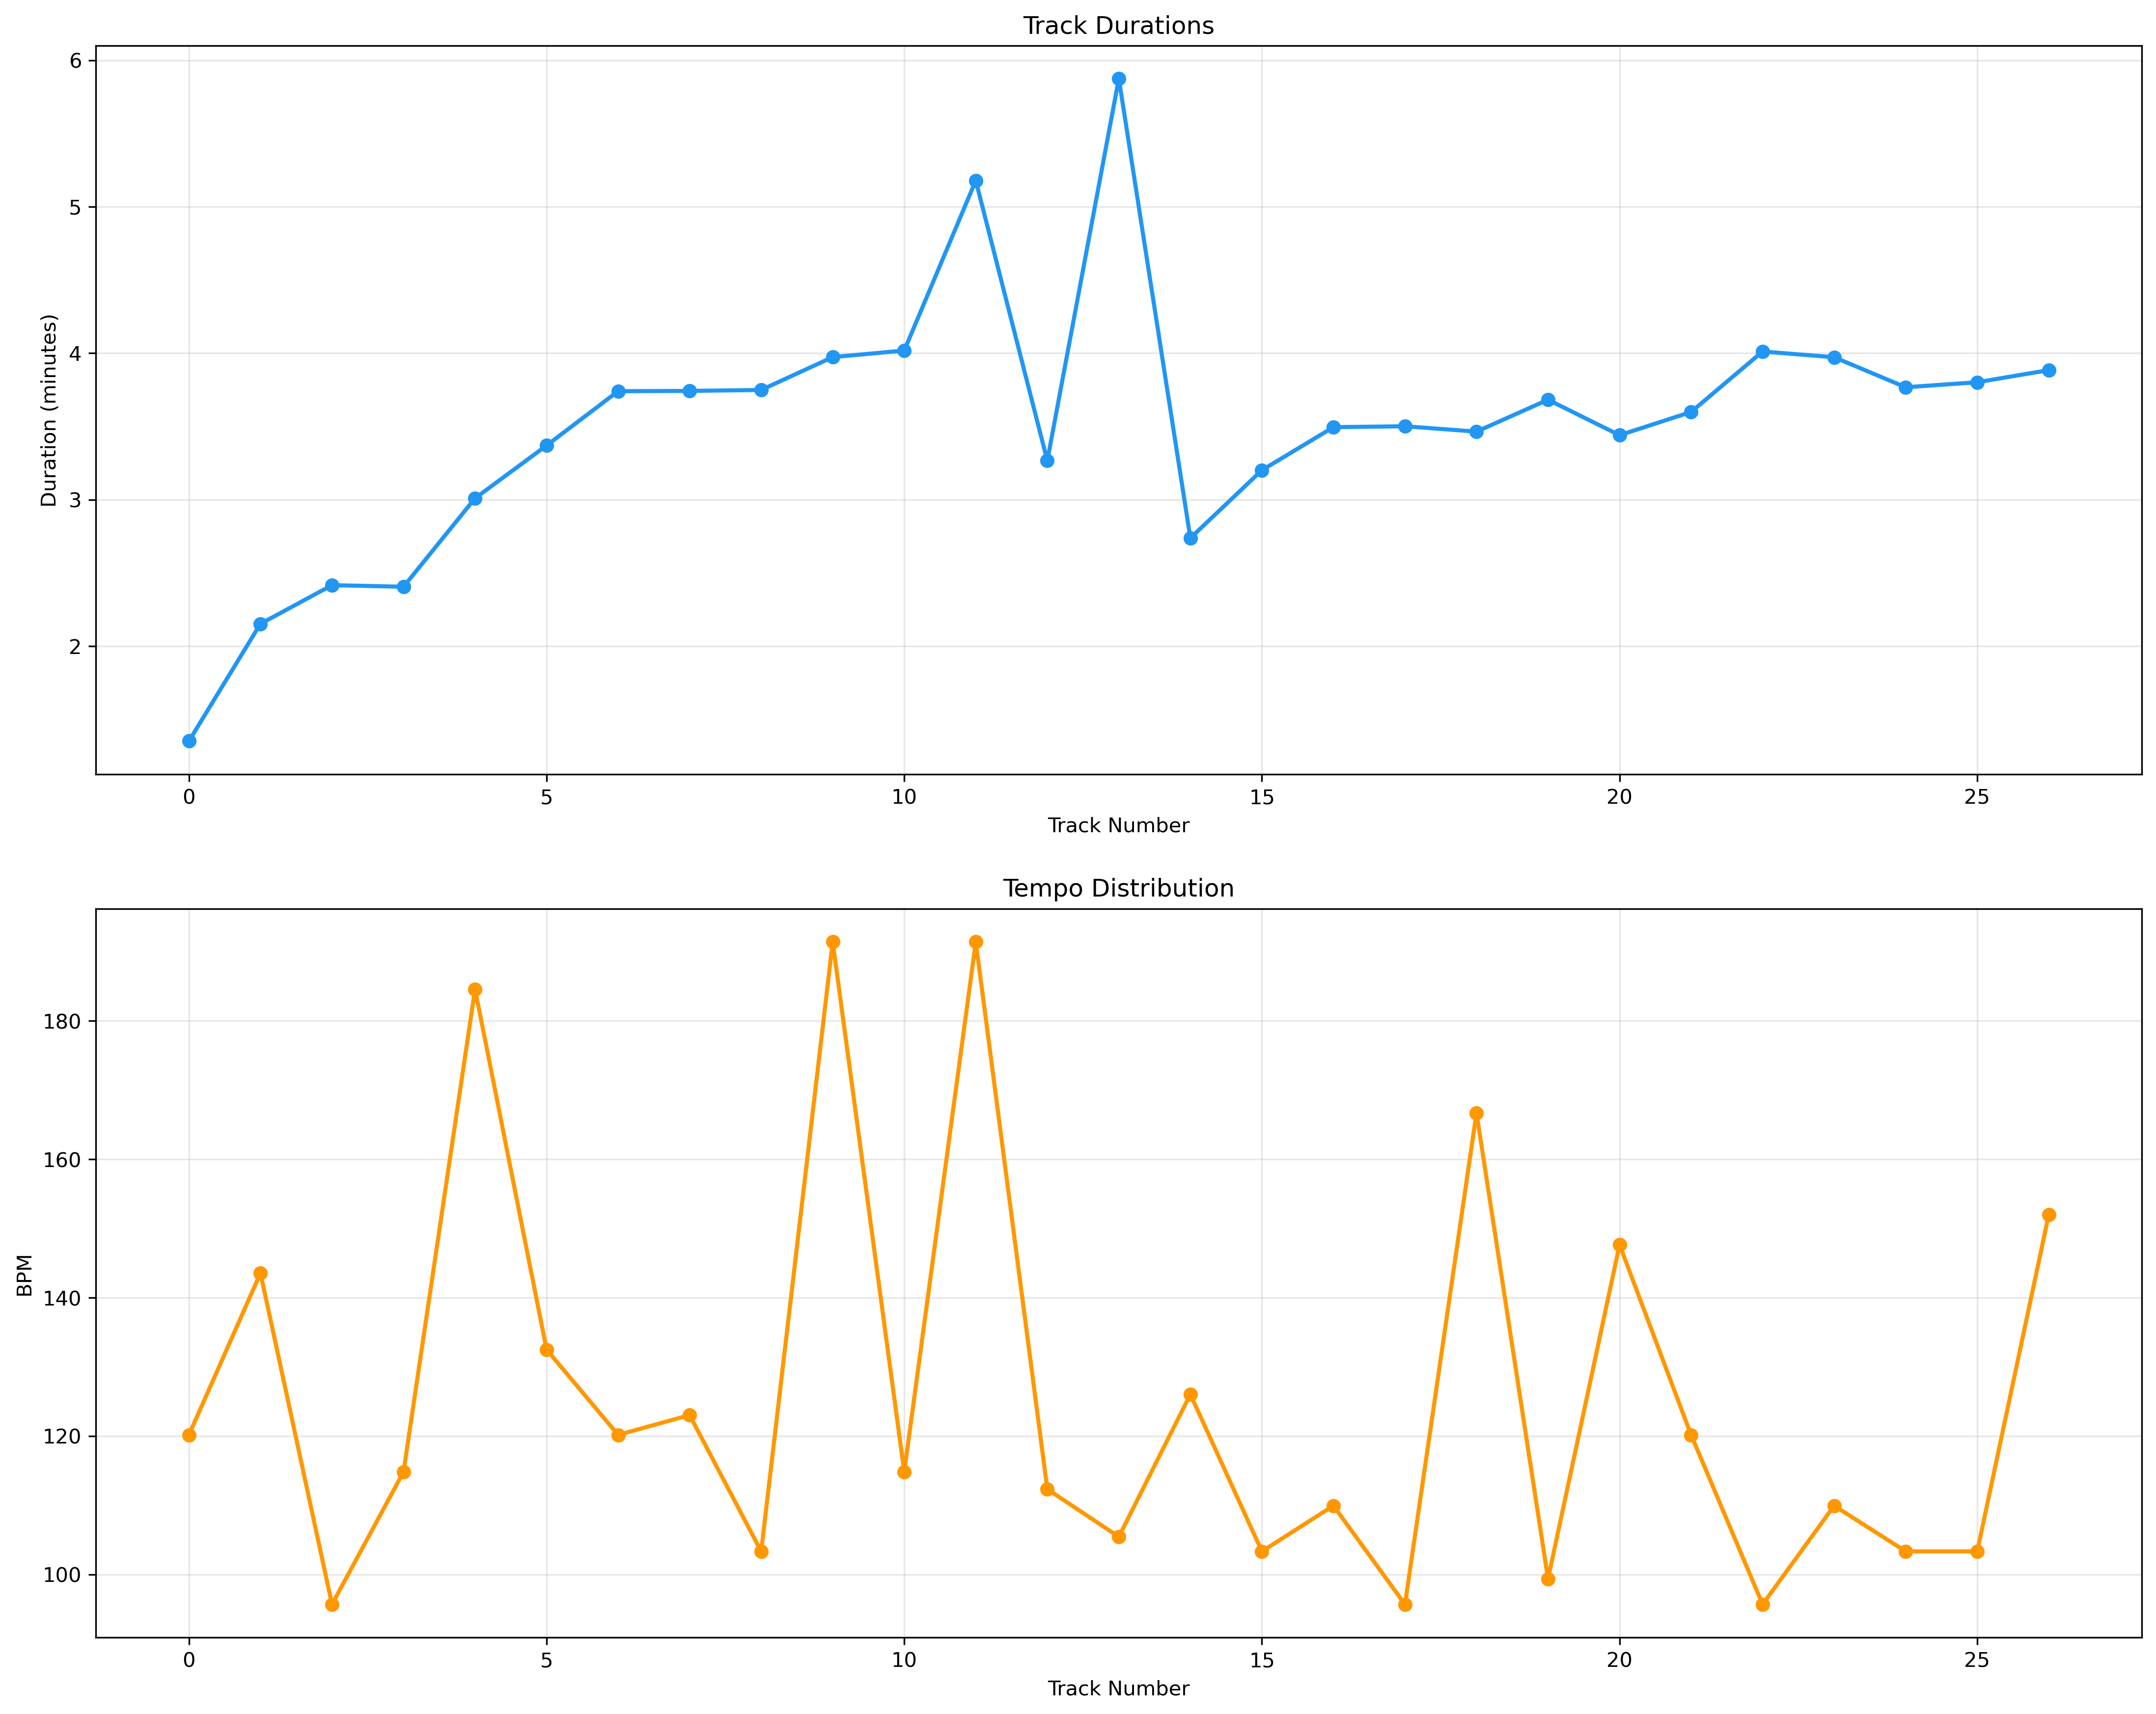 Track Durations
6
5
4
3
2
Duration (minutes)
0 5 10 15 20 25
Track Number
Tempo Distribution
180
160
140
120
100
BPM
0 5 10 15 20 25
Track Number